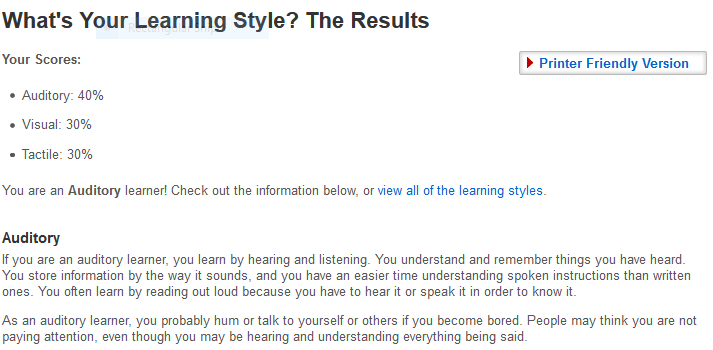 What's Your Learning Style? The Results
Your Scores:
Printer Friendly Version
• Auditory: 40%
• Visual: 30%
• Tactile: 30%
You are an Auditory learner! Check out the information below, or view all of the learning styles.
Auditory
If you are an auditory learner, you learn by hearing and listening. You understand and remember things you have heard.
You store information by the way it sounds, and you have an easier time understanding spoken instructions than written
ones. You often learn by reading out loud because you have to hear it or speak it in order to know it.
As an auditory learner, you probably hum or talk to yourself or others if you become bored. People may think you are not
paying attention, even though you may be hearing and understanding everything being said.